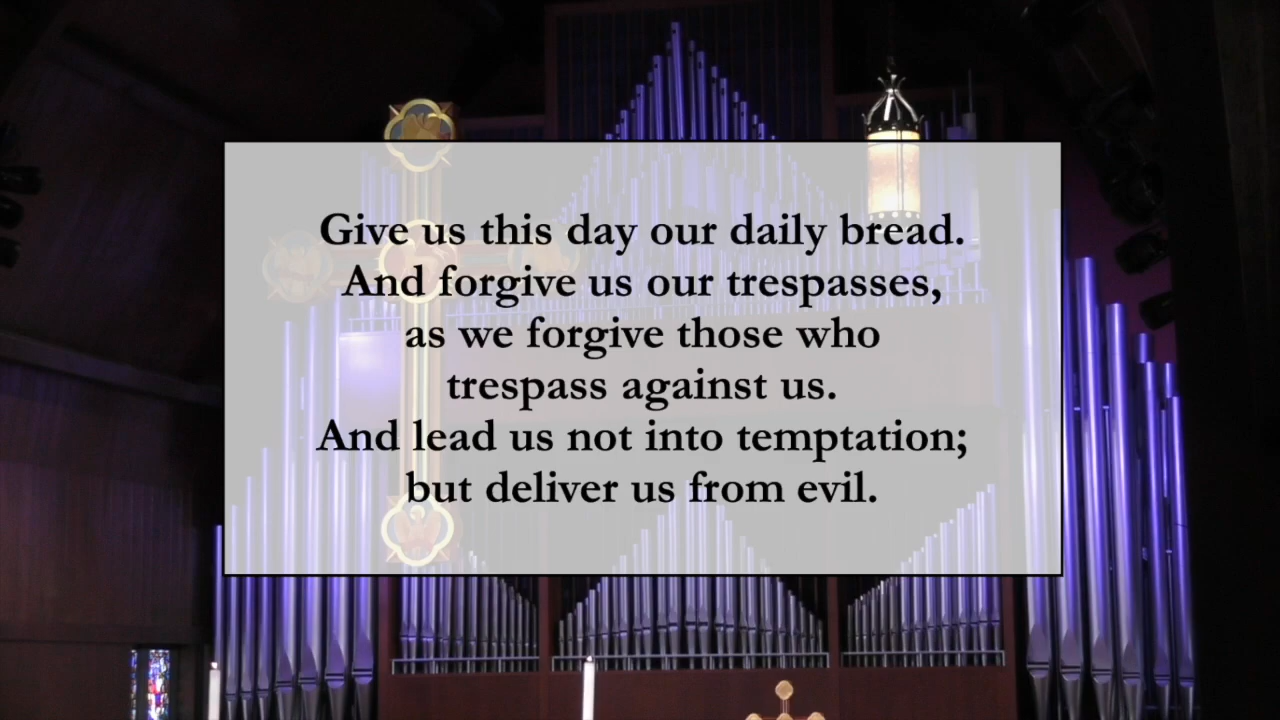 Give us this day our daily bread.
And forgive us our trespasses,
as we forgive those who
trespass against us.
And lead us not into temptation;
but deliver us from evil.